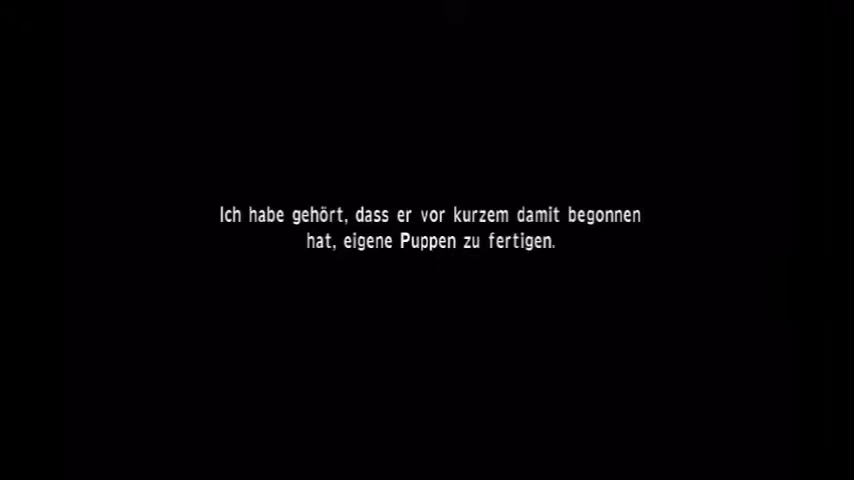 Ich habe gehört, dass er vor kurzem damit begonnen
hat, eigene Puppen zu fertigen.